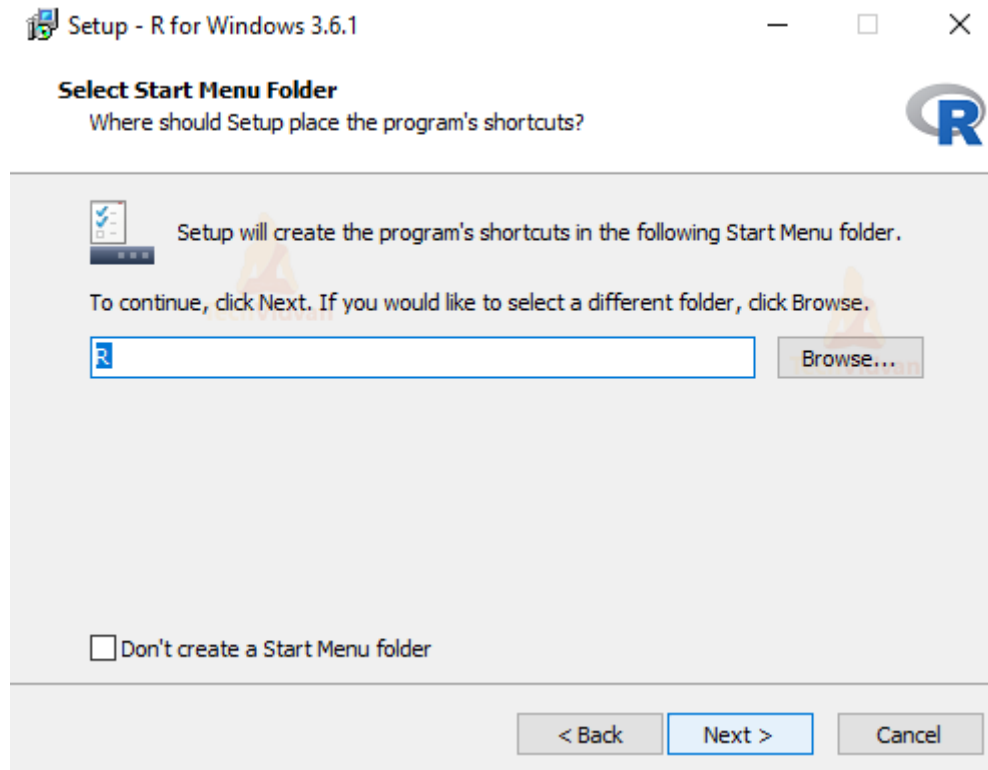 Setup - R for Windows 3.6.1
Select Start Menu Folder
Where should Setup place the program's shortcuts?
R
Setup will create the program's shortcuts in the following Start Menu folder.
To continue, click Next. If you would like to select a different folder, click Browse.
TechVidvan
R
Browse...
TechVidvan
Don't create a Start Menu folder
< Back
Next >
Cancel